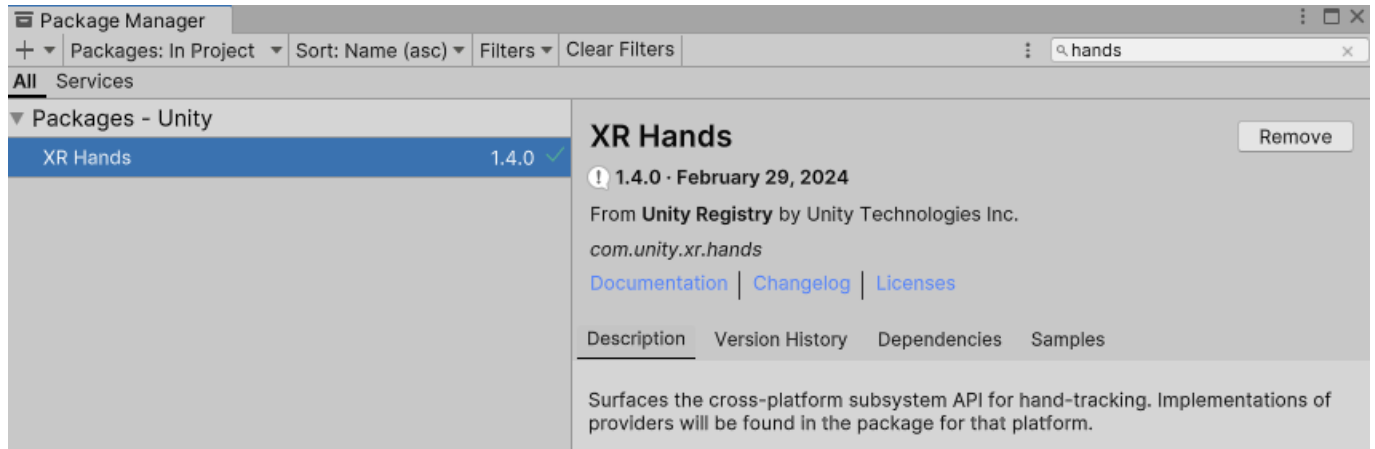 Package Manager
+ Packages: In Project Sort: Name (asc) Filters Clear Filters hands
All Services
Packages - Unity
XR Hands 1.4.0
XR Hands
Remove
1.4.0 · February 29, 2024
From Unity Registry by Unity Technologies Inc.
com.unity.xr.hands
Documentation | Changelog | Licenses
Description Version History Dependencies Samples
Surfaces the cross-platform subsystem API for hand-tracking. Implementations of
providers will be found in the package for that platform.